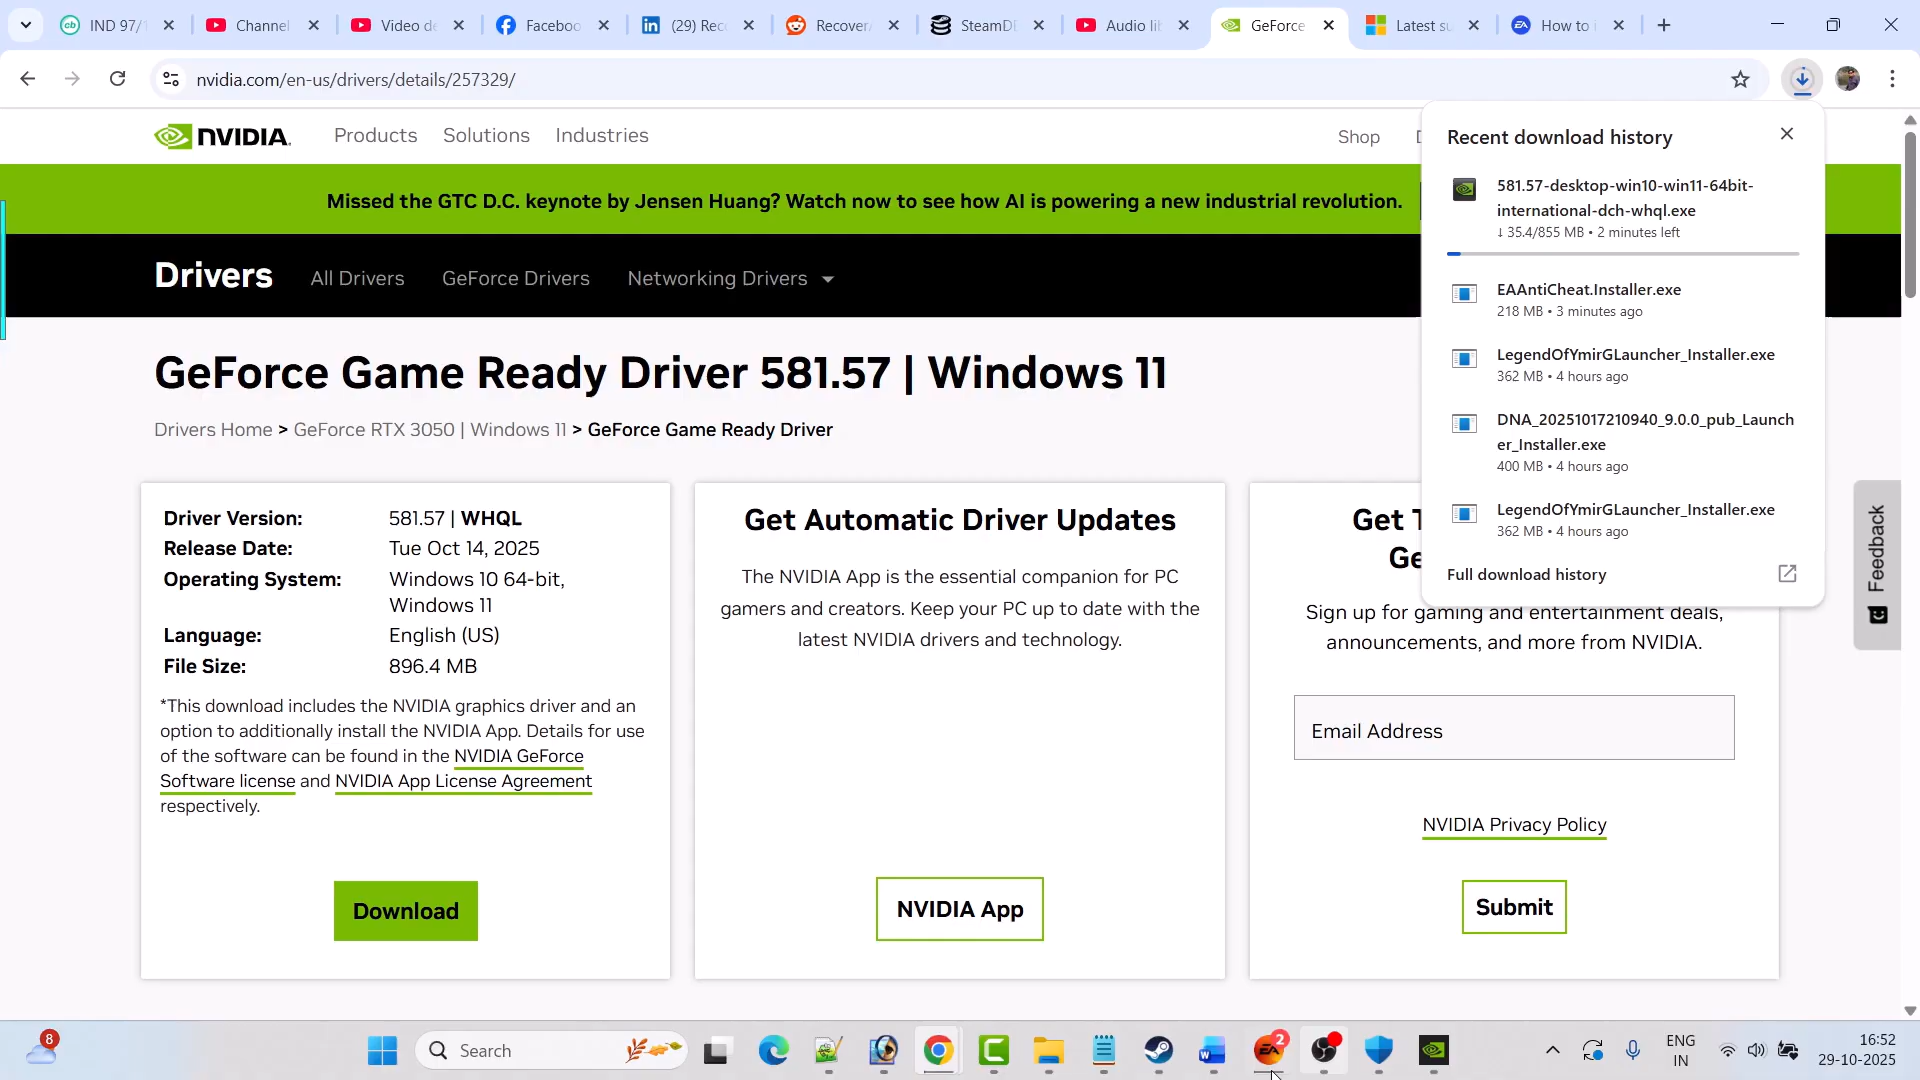 IND 97/1
Channel
Video de
Faceboo
(29) Reco
Recover
SteamD
Audio lib
GeForce
Latest su
How to i
nvidia.com/en-us/drivers/details/257329/
NVIDIA.
Products
Solutions
Industries
Shop
Missed the GTC D.C. keynote by Jensen Huang? Watch now to see how AI is powering a new industrial revolution.
Drivers
All Drivers
GeForce Drivers
Networking Drivers
Recent download history
581.57-desktop-win10-win11-64bit-
international-dch-whql.exe
↓ 35.4/855 MB • 2 minutes left
EAAntiCheat.Installer.exe
218 MB • 3 minutes ago
LegendOfYmirGLauncher_Installer.exe
362 MB • 4 hours ago
DNA_20251017210940_9.0.0_pub_Launch
er_Installer.exe
400 MB • 4 hours ago
LegendOfYmirGLauncher_Installer.exe
362 MB • 4 hours ago
Full download history
GeForce Game Ready Driver 581.57 | Windows 11
Drivers Home > GeForce RTX 3050 | Windows 11 > GeForce Game Ready Driver
Driver Version: 581.57 | WHQL
Release Date: Tue Oct 14, 2025
Operating System: Windows 10 64-bit,
Windows 11
Language: English (US)
File Size: 896.4 MB
*This download includes the NVIDIA graphics driver and an
option to additionally install the NVIDIA App. Details for use
of the software can be found in the NVIDIA GeForce
Software license and NVIDIA App License Agreement
respectively.
Download
Get Automatic Driver Updates
The NVIDIA App is the essential companion for PC
gamers and creators. Keep your PC up to date with the
latest NVIDIA drivers and technology.
NVIDIA App
Get
Ge
Sign up for gaming and entertainment deals,
announcements, and more from NVIDIA.
Email Address
NVIDIA Privacy Policy
Submit
Feedback
8
Search
2
ENG
IN
16:52
29-10-2025